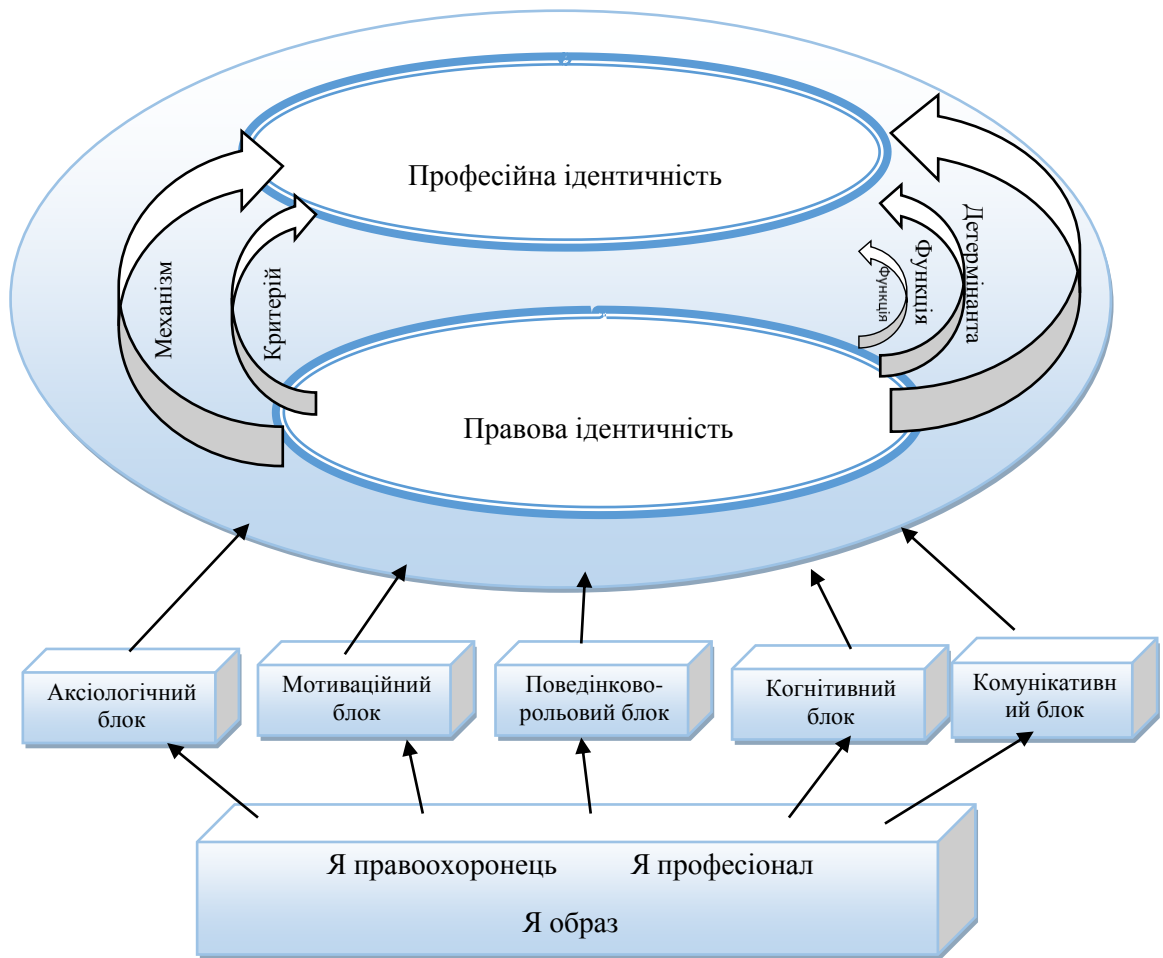 Професійна ідентичність
Механізм
Критерій
Функція
Функція
Детермінанта
Правова ідентичність
Аксіологічний
блок
Мотиваційний
блок
Поведінково-
рольовий блок
Когнітивний
блок
Комунікативн
ий блок
Я правоохоронець Я професіонал
Я образ